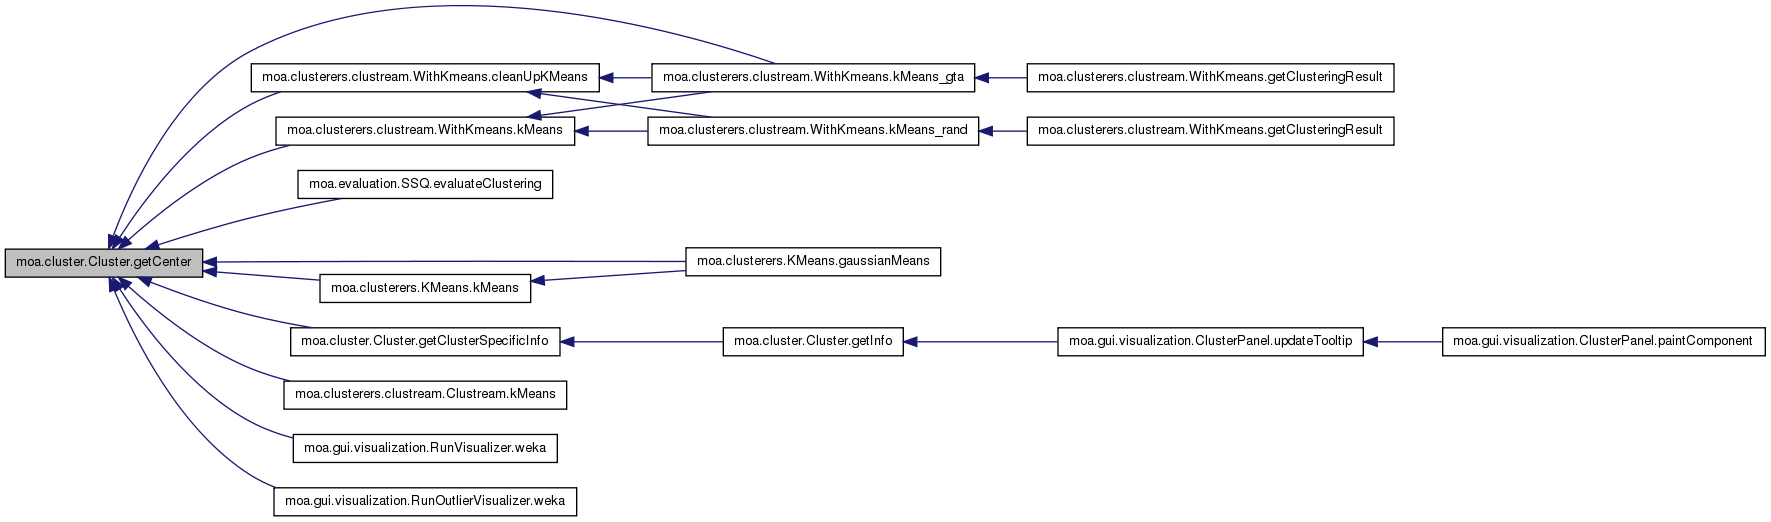 moa.clusterers.clustream.WithKmeans.cleanUpKMeans
moa.clusterers.clustream.WithKmeans.kMeans_gta
moa.clusterers.clustream.WithKmeans.getClusteringResult
moa.clusterers.clustream.WithKmeans.kMeans
moa.clusterers.clustream.WithKmeans.kMeans_rand
moa.clusterers.clustream.WithKmeans.getClusteringResult
moa.evaluation.SSQ.evaluateClustering
moa.cluster.Cluster.getCenter
moa.clusterers.KMeans.gaussianMeans
moa.clusterers.KMeans.kMeans
moa.cluster.Cluster.getClusterSpecificInfo
moa.cluster.Cluster.getInfo
moa.gui.visualization.ClusterPanel.updateTooltip
moa.gui.visualization.ClusterPanel.paintComponent
moa.clusterers.clustream.Clustream.kMeans
moa.gui.visualization.RunVisualizer.weka
moa.gui.visualization.RunOutlierVisualizer.weka